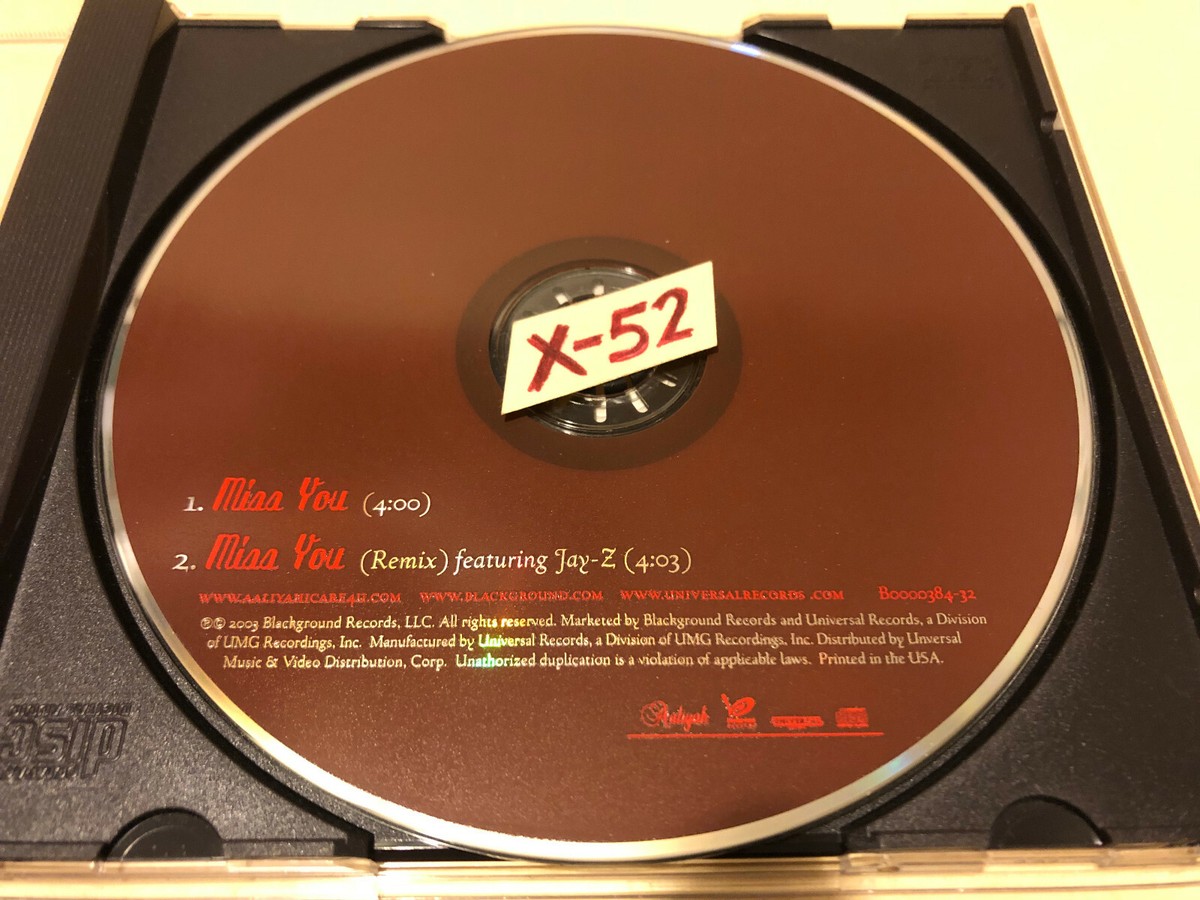 X-52
1. Miss You (4:00)
2. Miss You (Remix) featuring Jay-Z (4:03)
WWW.AALIYAHICARE4U.COM WWW.BLACKGROUND.COM WWW.UNIVERSALRECORDS .COM B0000384-32
℗© 2003 Blackground Records, LLC. All rights reserved. Marketed by Blackground Records and Universal Records, a Division
of UMG Recordings, Inc. Manufactured by Universal Records, a Division of UMG Recordings, Inc. Distributed by Unversal
Music & Video Distribution, Corp. Unathorized duplication is a violation of applicable laws. Printed in the USA.
Aaliyah
disc